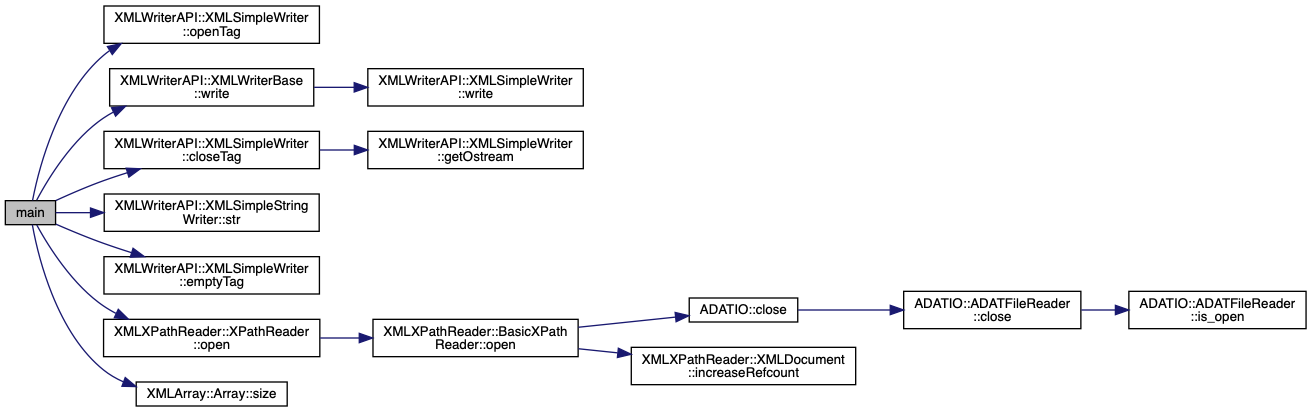 main
XMLWriterAPI::XMLSimpleWriter
::openTag
XMLWriterAPI::XMLWriterBase
::write
XMLWriterAPI::XMLSimpleWriter
::write
XMLWriterAPI::XMLSimpleWriter
::closeTag
XMLWriterAPI::XMLSimpleWriter
::getOstream
XMLWriterAPI::XMLSimpleString
Writer::str
XMLWriterAPI::XMLSimpleWriter
::emptyTag
XMLXPathReader::XPathReader
::open
XMLXPathReader::BasicXPath
Reader::open
ADATIO::close
ADATIO::ADATFileReader
::close
ADATIO::ADATFileReader
::is_open
XMLXPathReader::XMLDocument
::increaseRefcount
XMLArray::Array::size